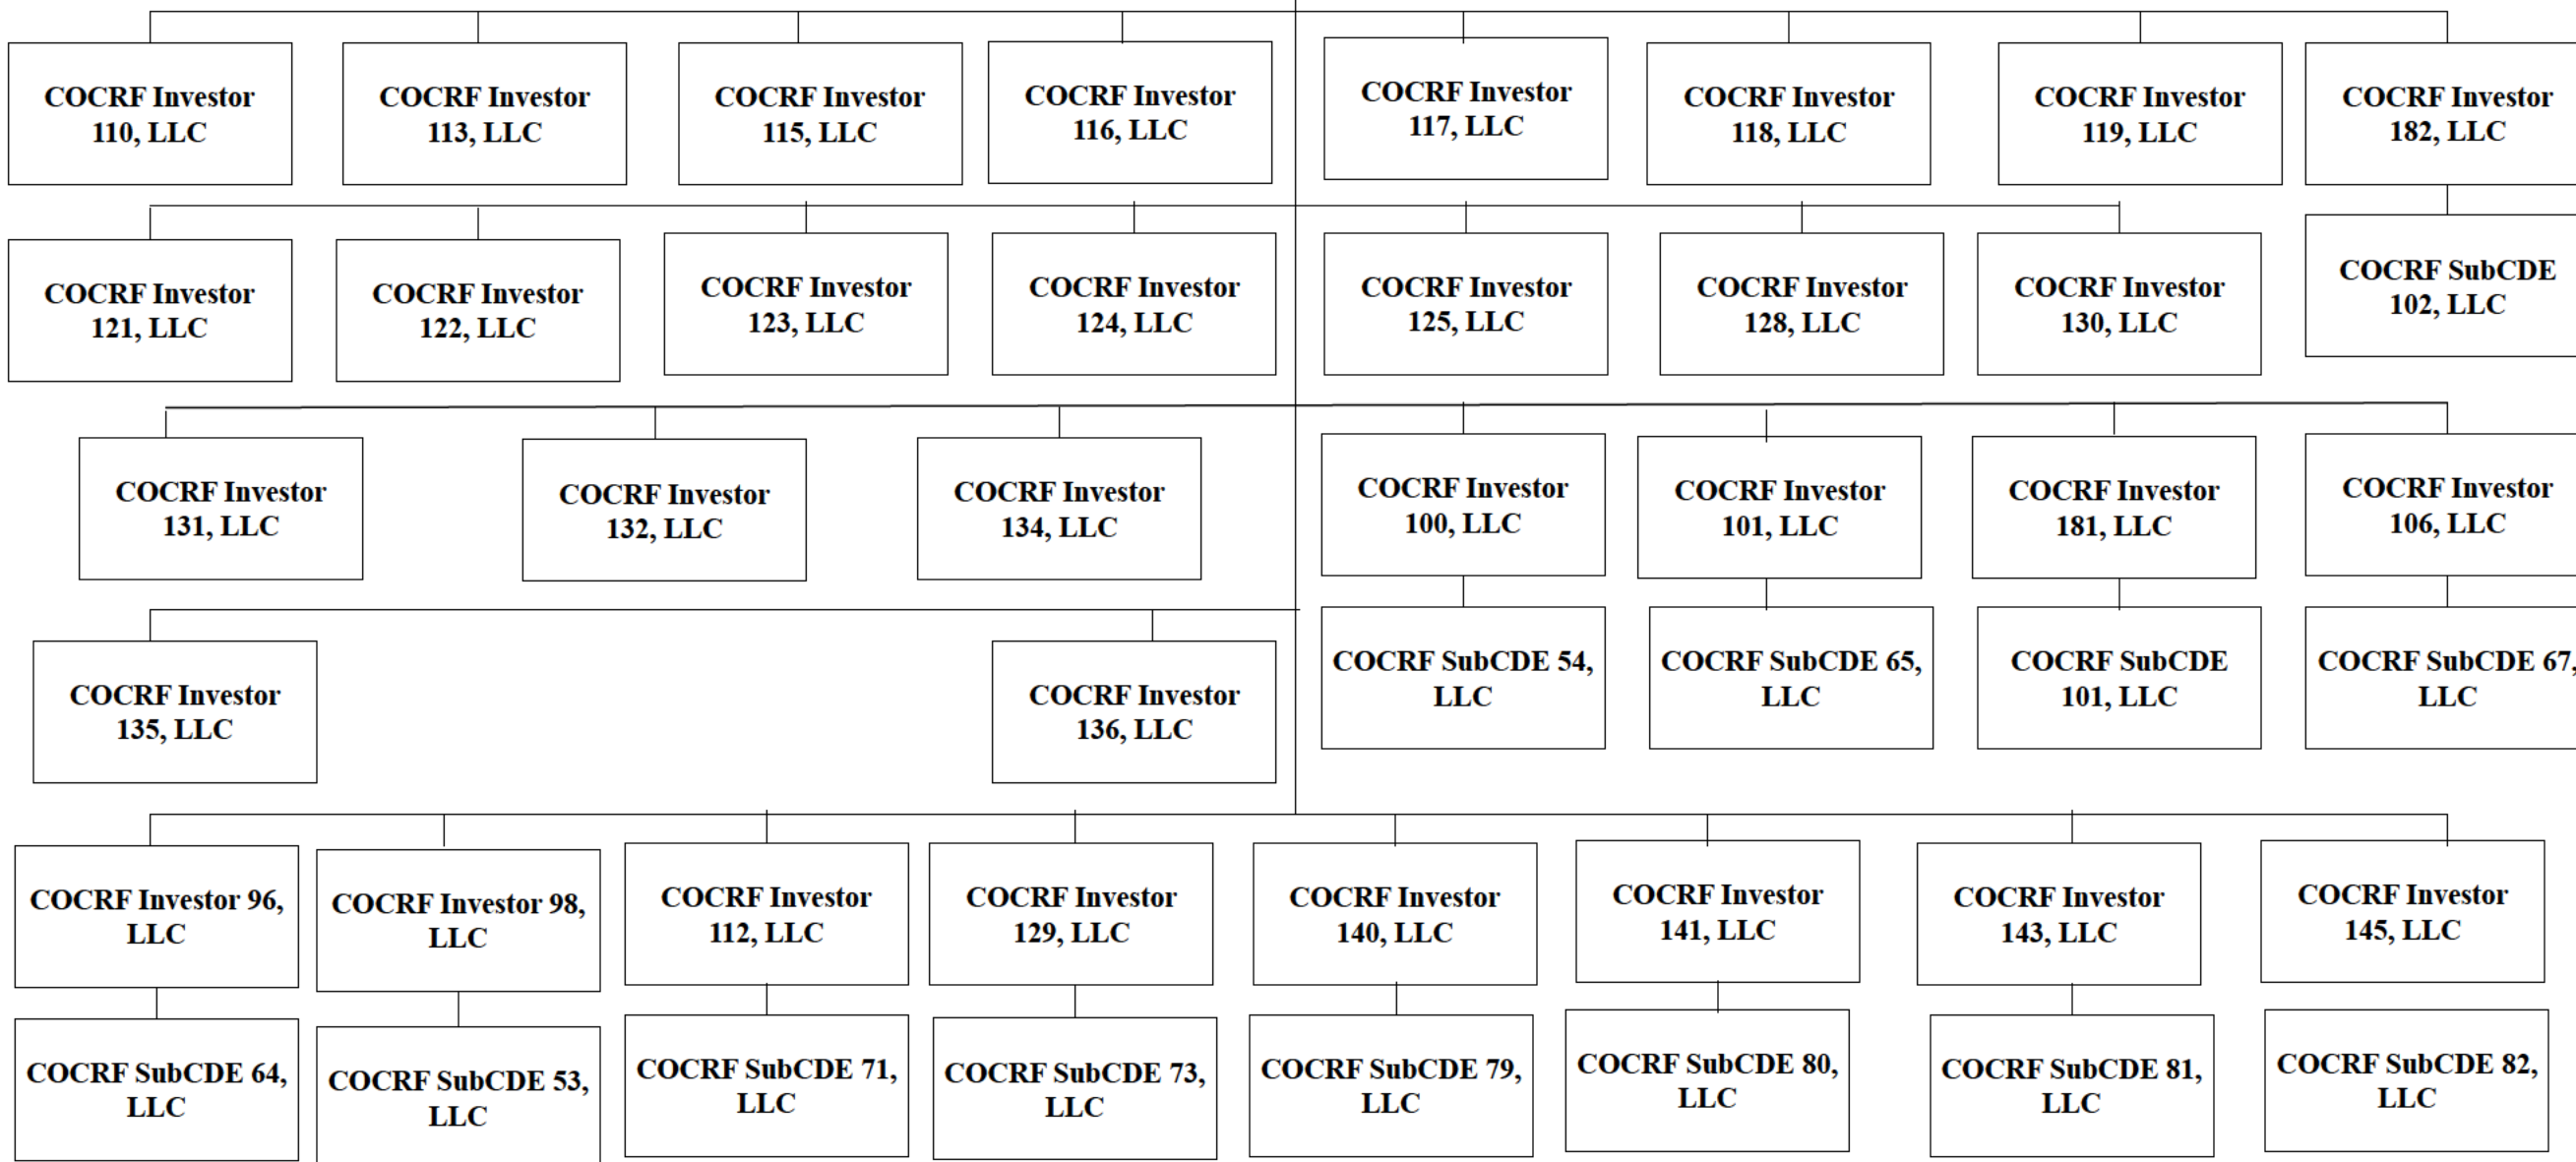 COCRF Investor
110, LLC
COCRF Investor
113, LLC
COCRF Investor
115, LLC
COCRF Investor
116, LLC
COCRF Investor
117, LLC
COCRF Investor
118, LLC
COCRF Investor
119, LLC
COCRF Investor
182, LLC
COCRF Investor
121, LLC
COCRF Investor
122, LLC
COCRF Investor
123, LLC
COCRF Investor
124, LLC
COCRF Investor
125, LLC
COCRF Investor
128, LLC
COCRF Investor
130, LLC
COCRF SubCDE
102, LLC
COCRF Investor
131, LLC
COCRF Investor
132, LLC
COCRF Investor
134, LLC
COCRF Investor
100, LLC
COCRF Investor
101, LLC
COCRF Investor
181, LLC
COCRF Investor
106, LLC
COCRF Investor
135, LLC
COCRF Investor
136, LLC
COCRF SubCDE 54,
LLC
COCRF SubCDE 65,
LLC
COCRF SubCDE
101, LLC
COCRF SubCDE 67,
LLC
COCRF Investor 96,
LLC
COCRF Investor 98,
LLC
COCRF Investor
112, LLC
COCRF Investor
129, LLC
COCRF Investor
140, LLC
COCRF Investor
141, LLC
COCRF Investor
143, LLC
COCRF Investor
145, LLC
COCRF SubCDE 64,
LLC
COCRF SubCDE 53,
LLC
COCRF SubCDE 71,
LLC
COCRF SubCDE 73,
LLC
COCRF SubCDE 79,
LLC
COCRF SubCDE 80,
LLC
COCRF SubCDE 81,
LLC
COCRF SubCDE 82,
LLC